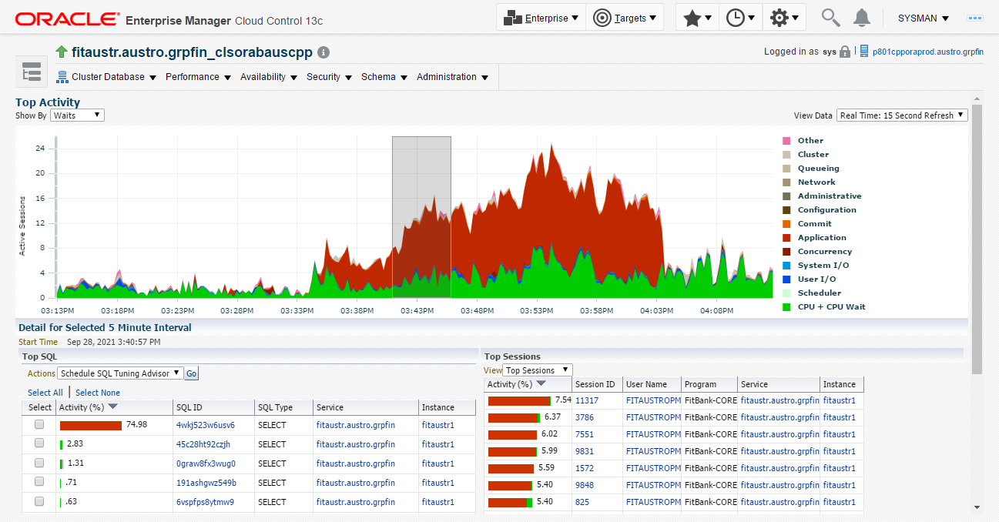 ORACLE® Enterprise Manager Cloud Control 13c Enterprise Targets SYSMAN
fitaustr.austro.grpfin_clsorabauscpp Logged in as sys p801cpporaprod.austro.grpfin
Cluster Database Performance Availability Security Schema Administration
Top Activity
Show By Waits View Data Real Time: 15 Second Refresh
Active Sessions
24
20
16
12
8
4
0
03:13PM 03:18PM 03:23PM 03:28PM 03:33PM 03:38PM 03:43PM 03:48PM 03:53PM 03:58PM 04:03PM 04:08PM
Other
Cluster
Queueing
Network
Administrative
Configuration
Commit
Application
Concurrency
System I/O
User I/O
Scheduler
CPU + CPU Wait
Detail for Selected 5 Minute Interval
Start Time Sep 28, 2021 3:40:57 PM
Top SQL
Actions Schedule SQL Tuning Advisor Go
Select All | Select None
Select Activity (%) SQL ID SQL Type Service Instance
74.98 4wkj523w6usv6 SELECT fitaustr.austro.grpfin fitaustr1
2.83 45c28ht92czjh SELECT fitaustr.austro.grpfin fitaustr1
1.31 0graw8fx3wug0 SELECT fitaustr.austro.grpfin fitaustr1
.71 191ashgwz549b SELECT fitaustr.austro.grpfin fitaustr1
.63 6vspfps8ytmw9 SELECT fitaustr.austro.grpfin fitaustr1
Top Sessions
View Top Sessions
Activity (%) Session ID User Name Program Service Instance
7.54 11317 FITAUSTROPM FitBank-CORE fitaustr.austro.grpfin fitaustr1
6.37 3786 FITAUSTROPM FitBank-CORE fitaustr.austro.grpfin fitaustr1
6.02 7551 FITAUSTROPM FitBank-CORE fitaustr.austro.grpfin fitaustr1
5.99 9831 FITAUSTROPM FitBank-CORE fitaustr.austro.grpfin fitaustr1
5.59 1572 FITAUSTROPM FitBank-CORE fitaustr.austro.grpfin fitaustr1
5.40 9848 FITAUSTROPM FitBank-CORE fitaustr.austro.grpfin fitaustr1
5.40 825 FITAUSTROPM FitBank-CORE fitaustr.austro.grpfin fitaustr1